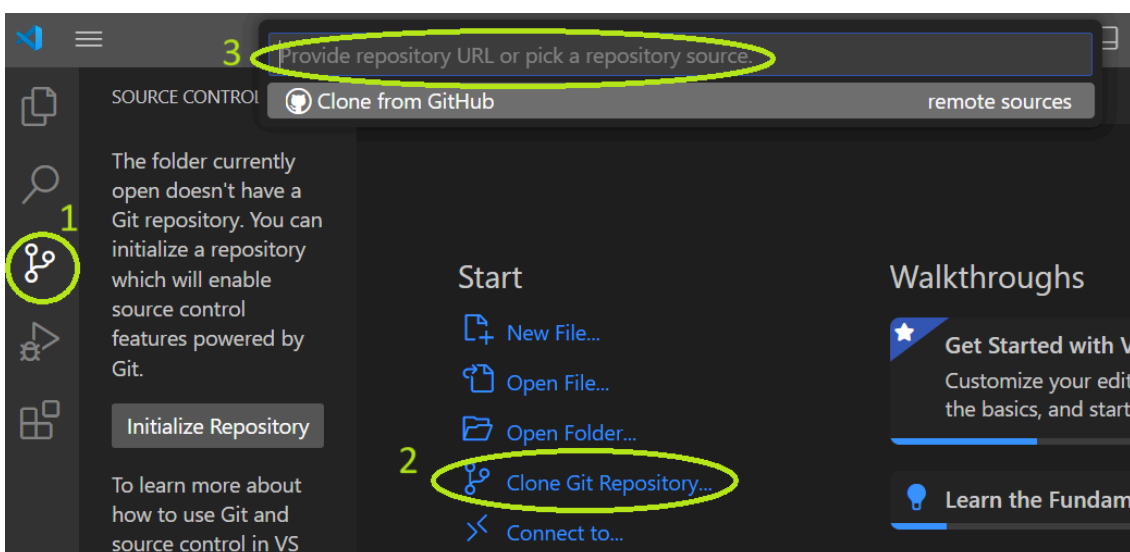 3
Provide repository URL or pick a repository source.
SOURCE CONTROL
Clone from GitHub
remote sources
The folder currently
open doesn't have a
Git repository. You can
initialize a repository
which will enable
source control
features powered by
Git.
Initialize Repository
To learn more about
how to use Git and
source control in VS
1
Start
New File...
Open File...
Open Folder...
2
Clone Git Repository...
Connect to...
Walkthroughs
Get Started with V
Customize your edit
the basics, and start
Learn the Fundam